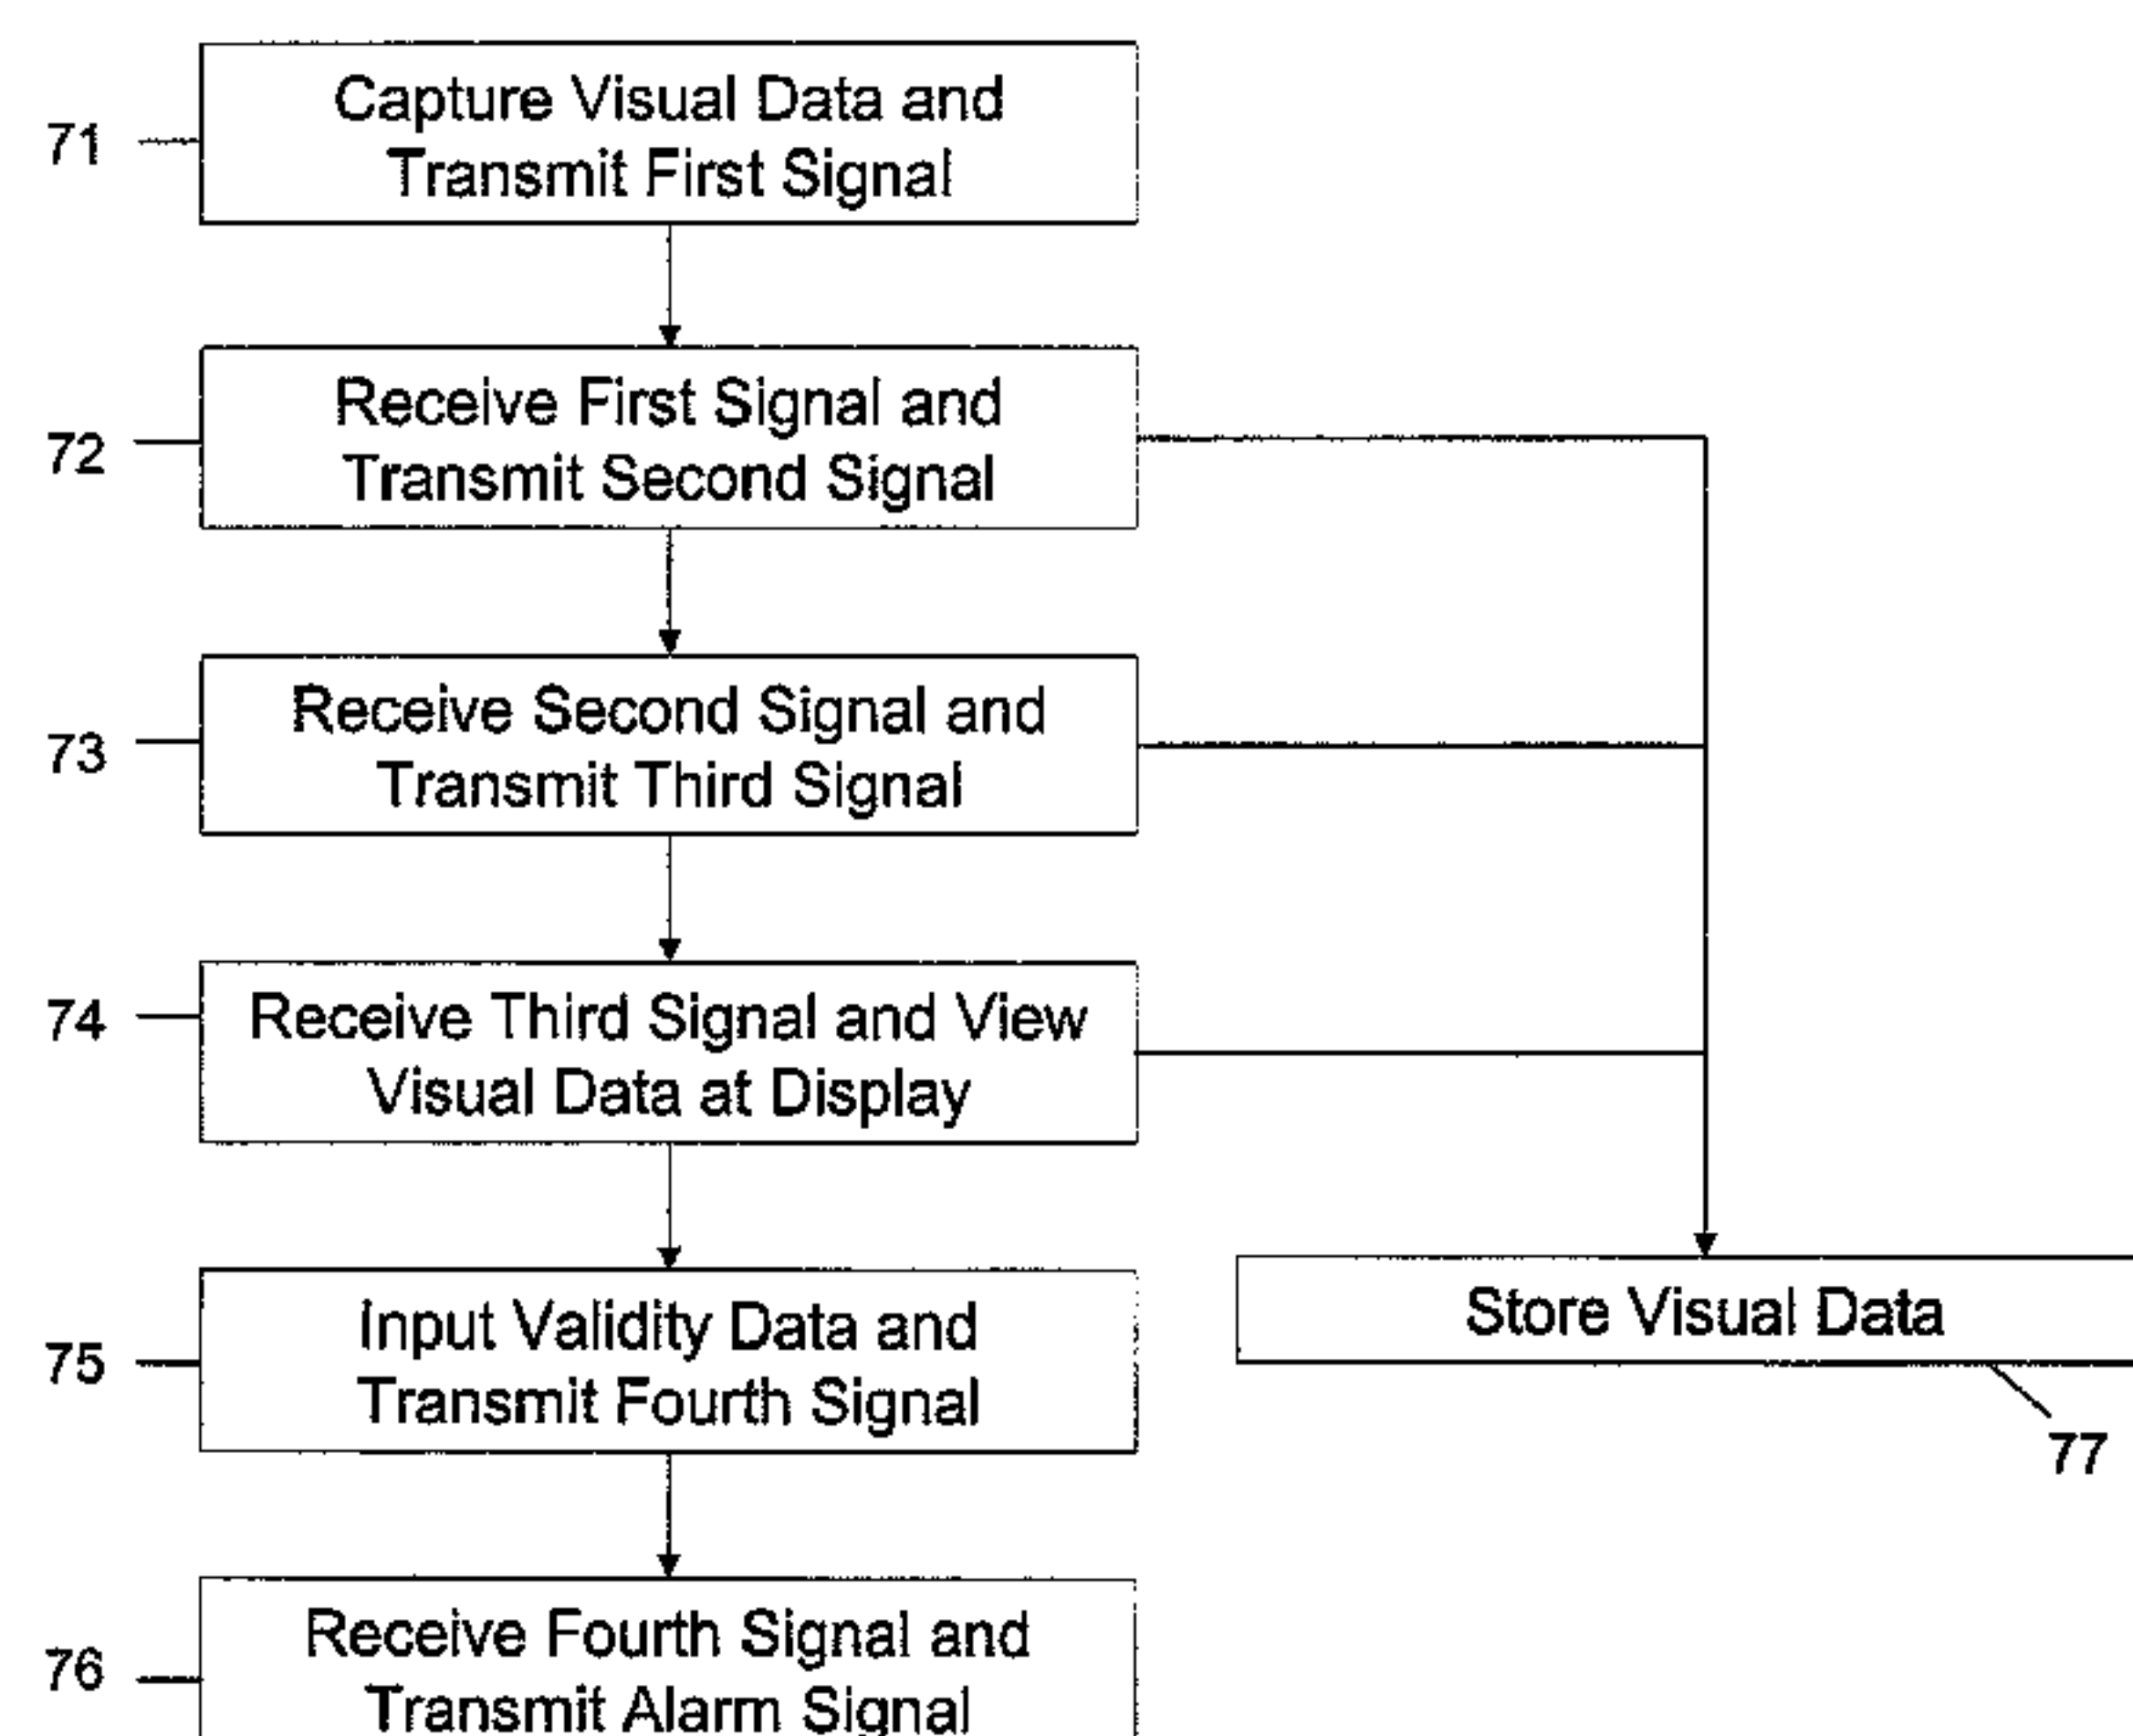 71
Capture Visual Data and
Transmit First Signal
72
Receive First Signal and
Transmit Second Signal
73
Receive Second Signal and
Transmit Third Signal
74
Receive Third Signal and View
Visual Data at Display
75
Input Validity Data and
Transmit Fourth Signal
Store Visual Data
77
76
Receive Fourth Signal and
Transmit Alarm Signal